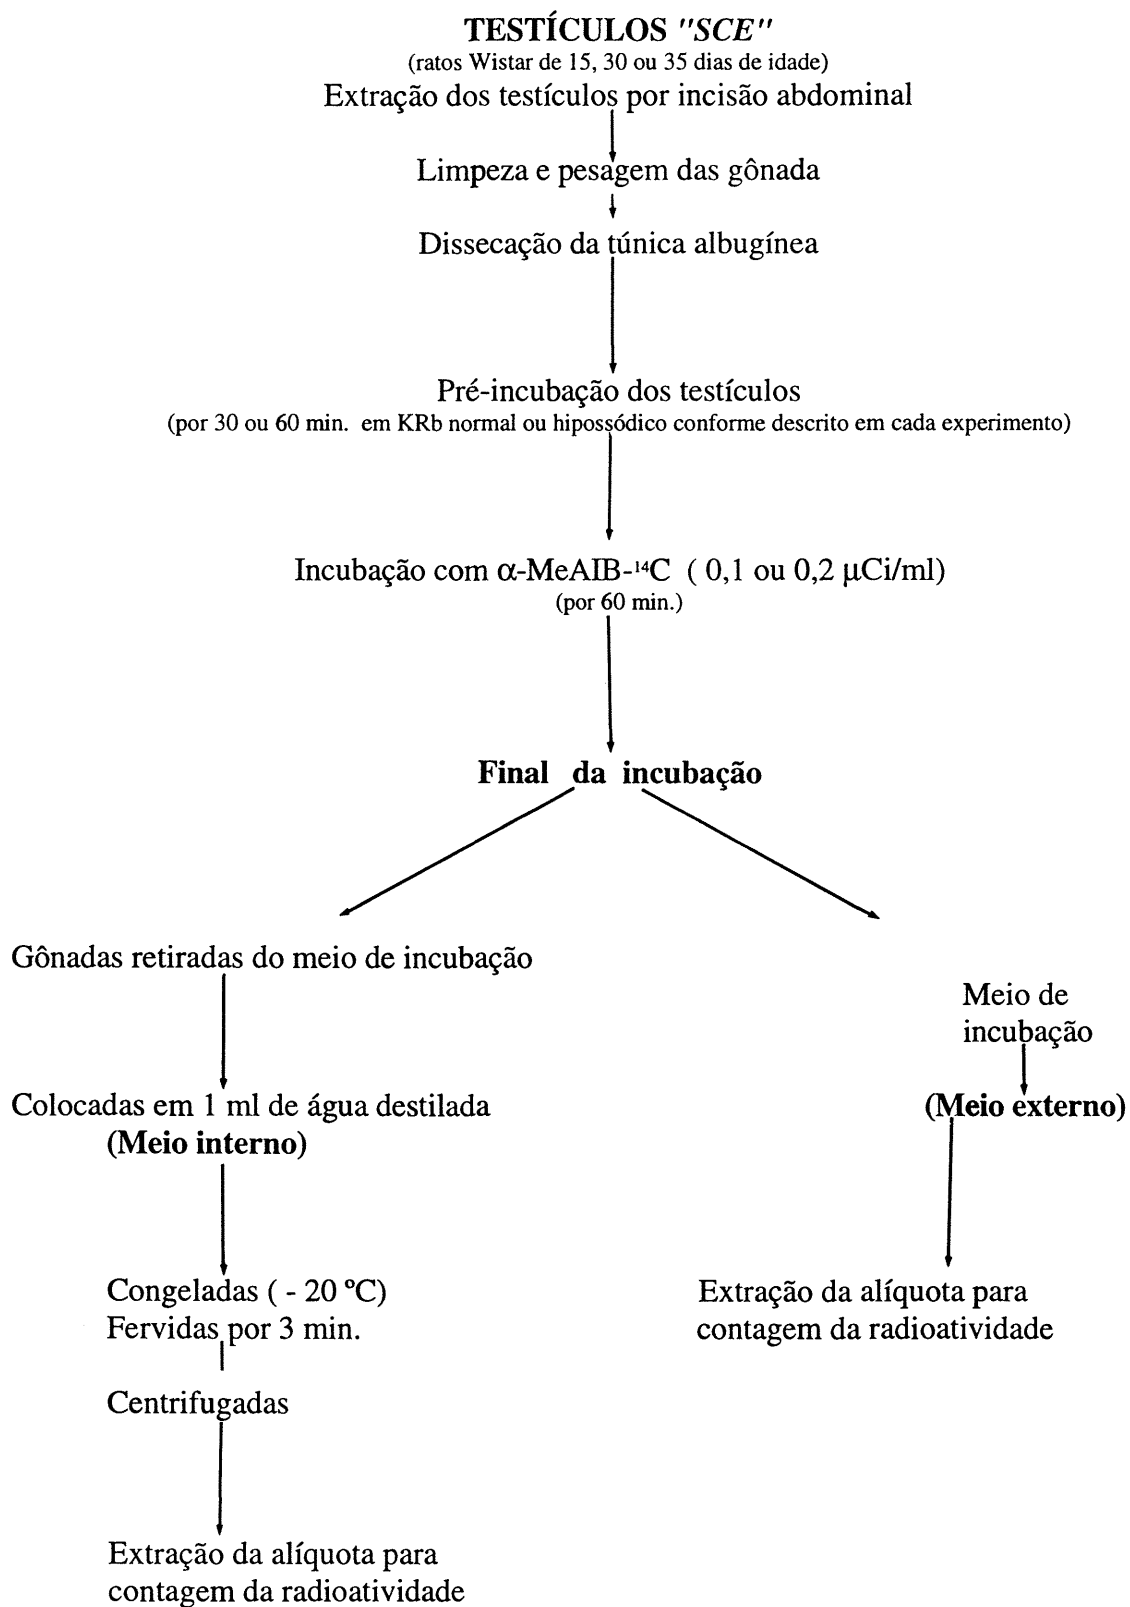 TESTÍCULOS "SCE"
(ratos Wistar de 15, 30 ou 35 dias de idade)
Extração dos testículos por incisão abdominal
Limpeza e pesagem das gônada
Dissecação da túnica albugínea
Pré-incubação dos testículos
(por 30 ou 60 min. em KRb normal ou hipossódico conforme descrito em cada experimento)
Incubação com α-MeAIB-¹⁴C ( 0,1 ou 0,2 µCi/ml)
(por 60 min.)
Final da incubação
Gônadas retiradas do meio de incubação
Colocadas em 1 ml de água destilada
(Meio interno)
Congeladas ( - 20 ºC)
Fervidas por 3 min.
Centrifugadas
Extração da alíquota para
contagem da radioatividade
Meio de
incubação
(Meio externo)
Extração da alíquota para
contagem da radioatividade